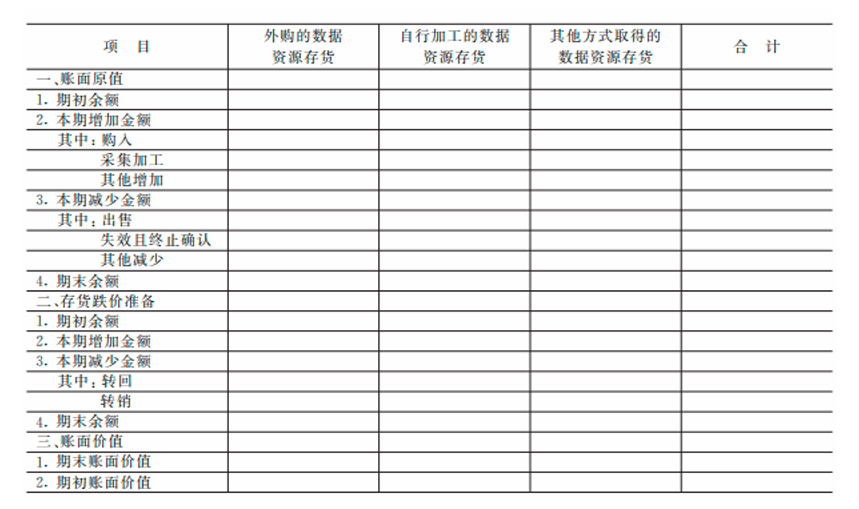 项 目 外购的数据资源存货 自行加工的数据资源存货 其他方式取得的数据资源存货 合 计
一、账面原值
1. 期初余额
2. 本期增加金额
其中：购入
采集加工
其他增加
3. 本期减少金额
其中：出售
失效且终止确认
其他减少
4. 期末余额
二、存货跌价准备
1. 期初余额
2. 本期增加金额
3. 本期减少金额
其中：转回
转销
4. 期末余额
三、账面价值
1. 期末账面价值
2. 期初账面价值